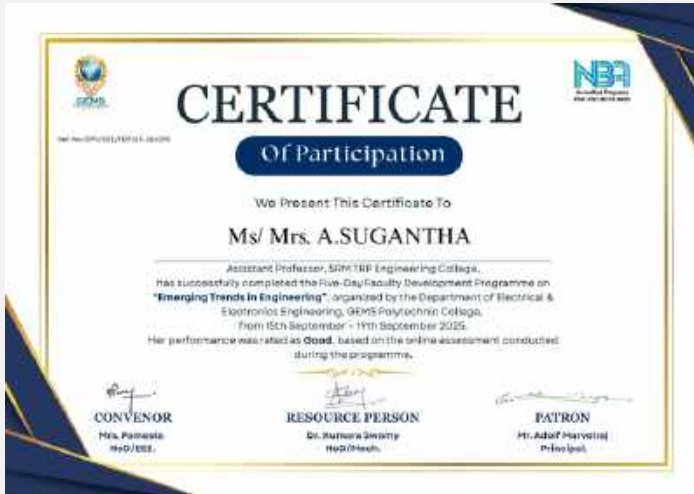 GEMS
NBA
Accredited Programs
CERTIFICATE
Of Participation
We Present This Certificate To
Ms/ Mrs. A.SUGANTHA
Assistant Professor, SRM TRP Engineering College,
Has successfully completed the Five-Day Faculty Development Programme on
"Emerging Trends in Engineering", organized by the Department of Electrical &
Electronics Engineering, GEMS Polytechnic College,
from 15th September - 19th September 2025.
Her performance was rated as Good, based on the online assessment conducted
during the programme.
CONVENOR
RESOURCE PERSON
PATRON
Mrs. Pameela
Dr. Kumara Swamy
Mr. Adolf
HoD/EEE.
HoD/Mech.
Principal.